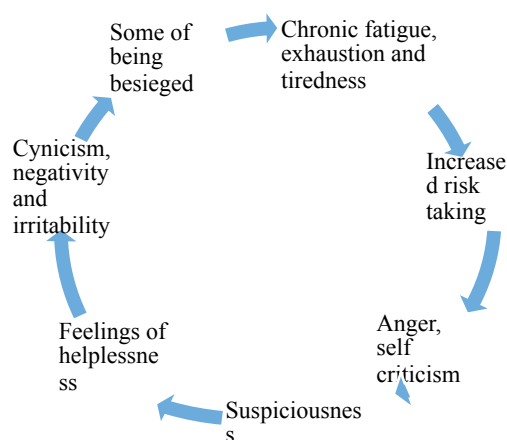 Some of
being
besieged
Chronic fatigue,
exhaustion and
tiredness
Increase
d risk
taking
Anger,
self
criticism
Suspiciousnes
s
Feelings of
helplessne
ss
Cynicism,
negativity
and
irritability